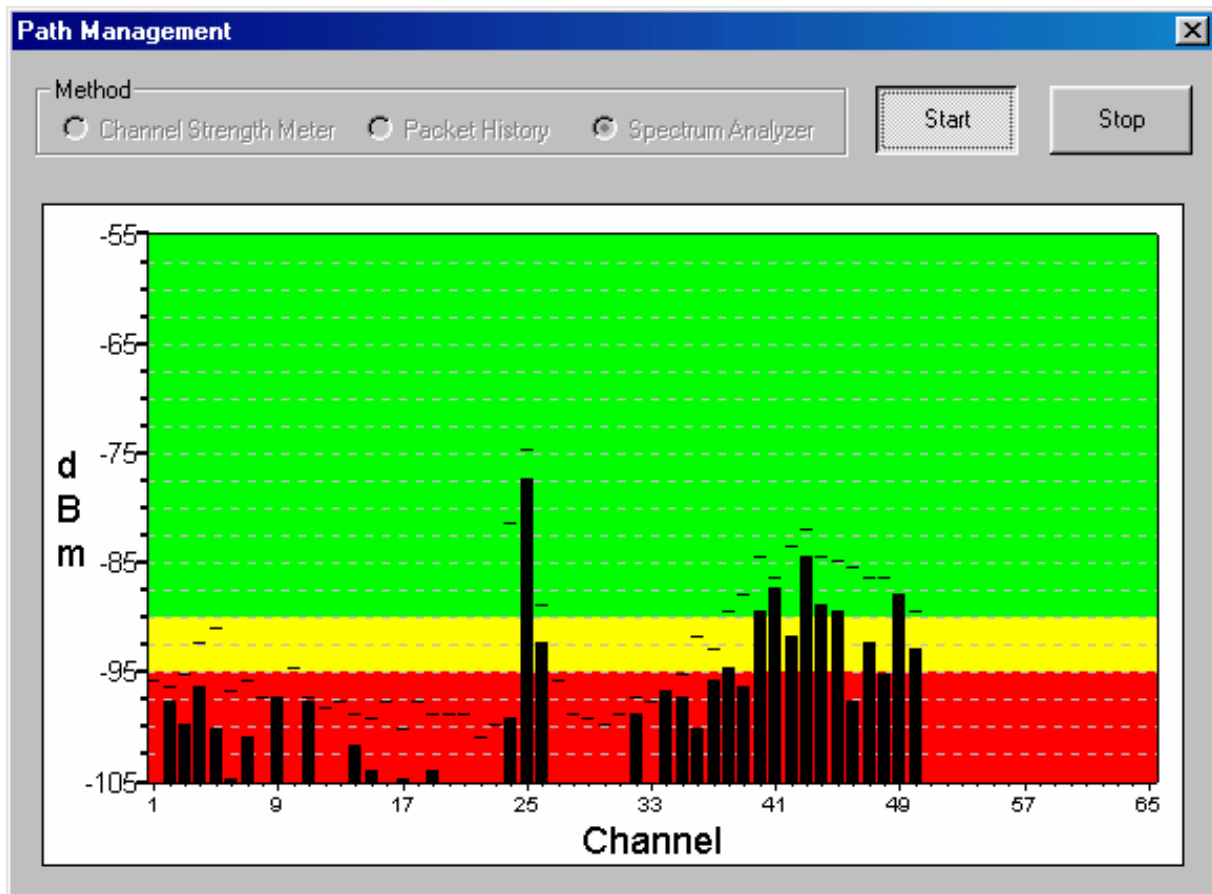 Path Management
Method
Channel Strength Meter
Packet History
Spectrum Analyzer
Start
Stop
-55
-65
-75
-85
-95
-105
dBm
1 9 17 25 33 41 49 57 65
Channel